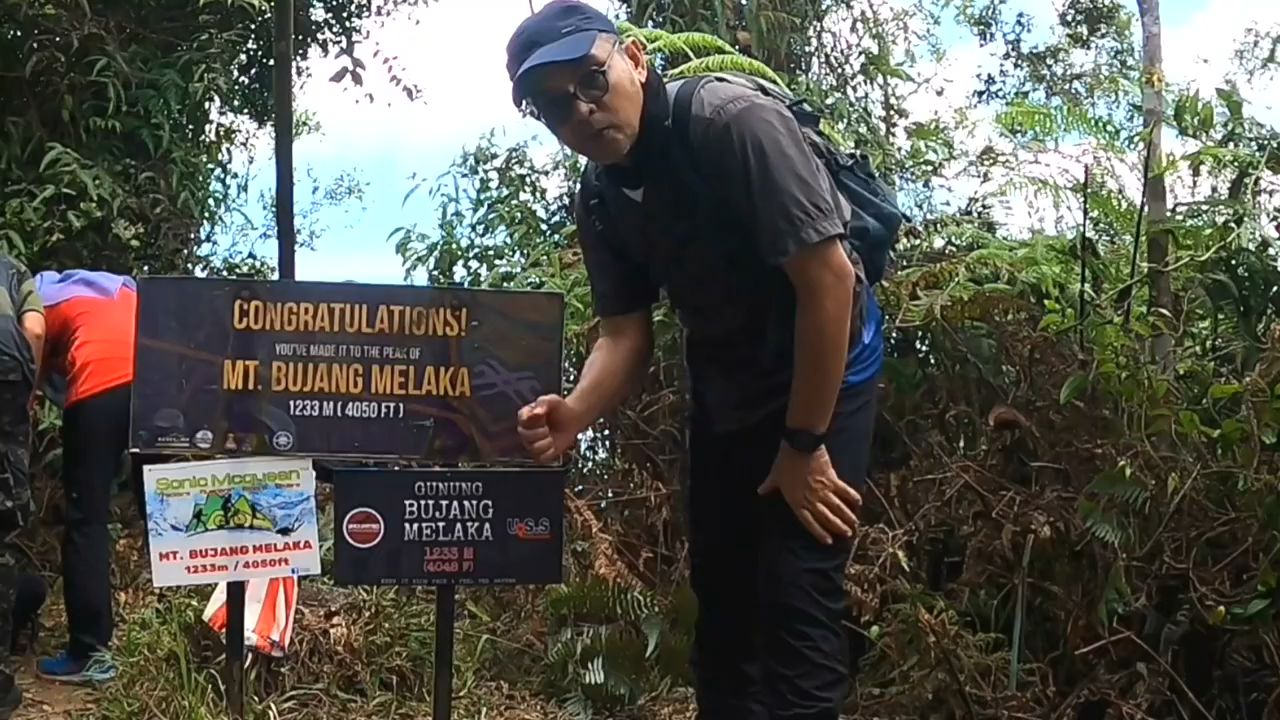 CONGRATULATIONS!
YOU'VE MADE IT TO THE PEAK OF
MT. BUJANG MELAKA
1233 M ( 4050 FT )
Sonic Mcqueen
MT. BUJANG MELAKA
1233m / 4050ft
GUNUNG
BUJANG
MELAKA
U.S.S
1233 M
(4048 F)